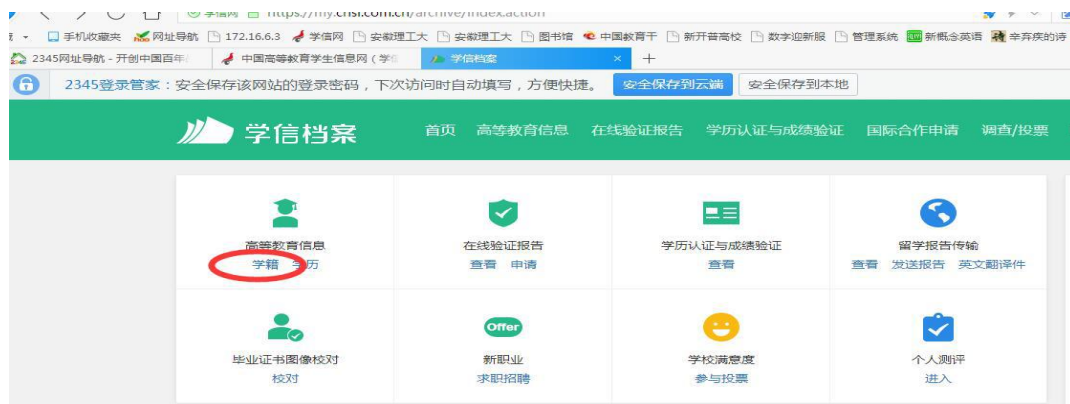 学信网 https://my.chsi.com.cn/archive/index.action
手机收藏夹 网址导航 172.16.6.3 学信网 安徽理工大 安徽理工大 图书馆 中国教育干 新开普高校 数字迎新服 管理系统 新概念英语 辛弃疾的诗
2345网址导航 - 开创中国百年 中国高等教育学生信息网（学信 学信档案 × +
2345登录管家：安全保存该网站的登录密码，下次访问时自动填写，方便快捷。 安全保存到云端 安全保存到本地
学信档案 首页 高等教育信息 在线验证报告 学历认证与成绩验证 国际合作申请 调查/投票
高等教育信息 在线验证报告 学历认证与成绩验证 留学报告传输
学籍 学历 查看 申请 查看 查看 发送报告 英文翻译件
Offer
毕业证书图像校对 新职业 学校满意度 个人测评
校对 求职招聘 参与投票 进入